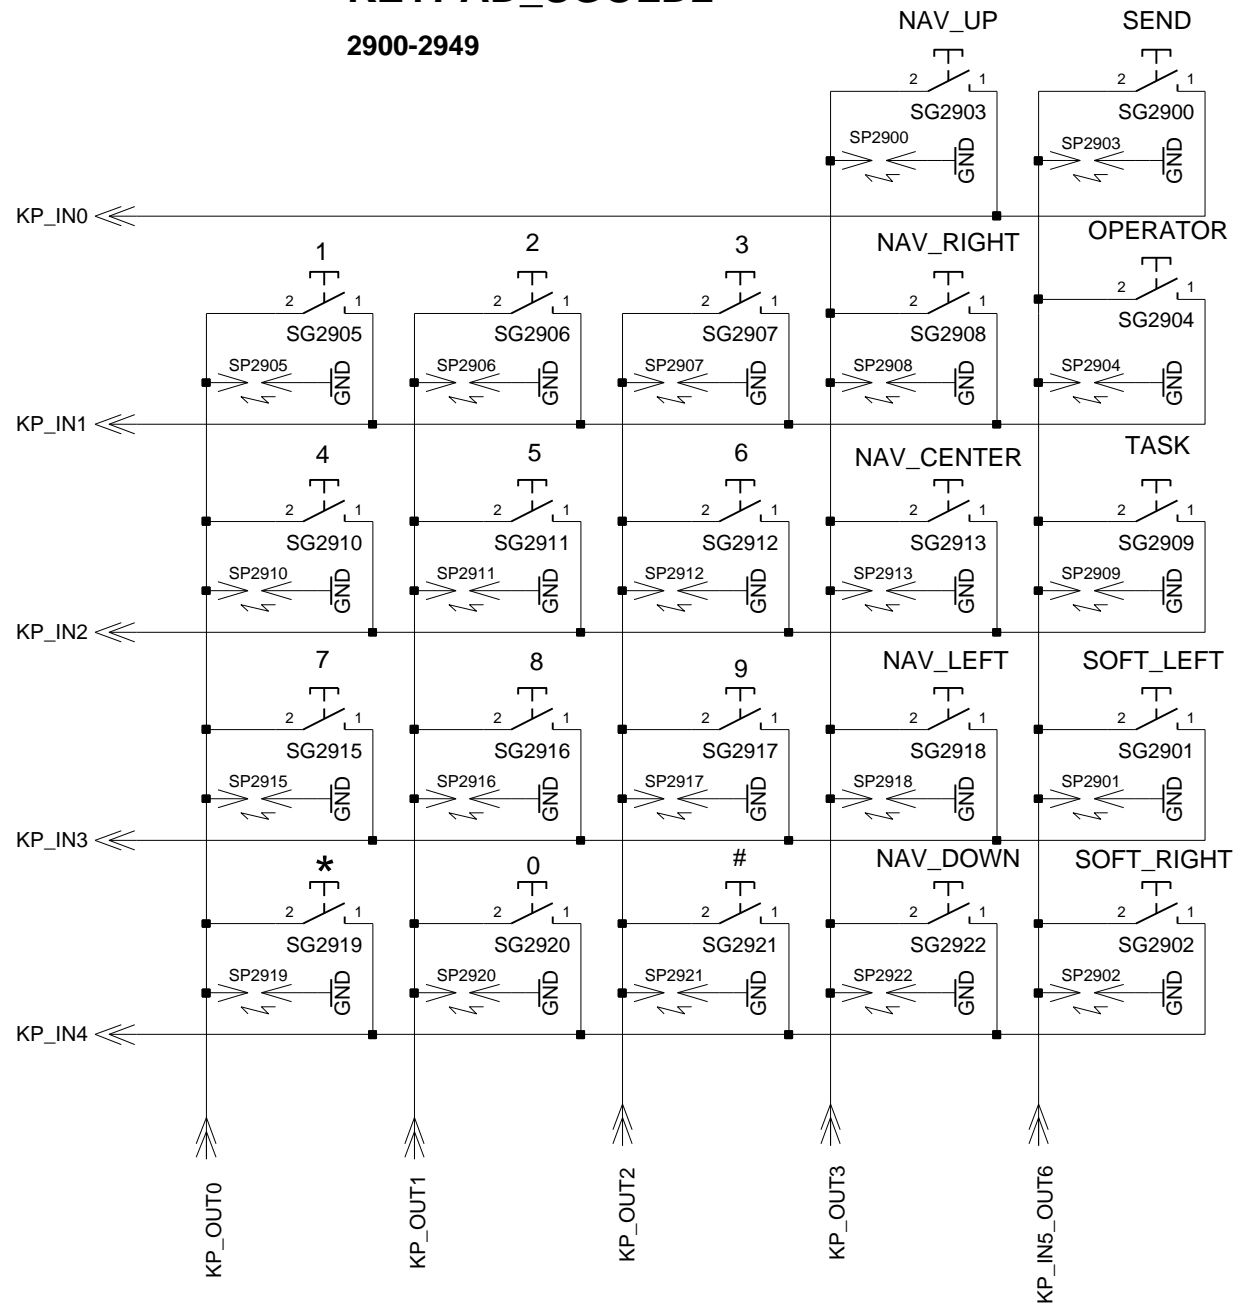 2900-2949
NAV_UP SEND
2 1 2 1
SG2903 SG2900
SP2900 GND SP2903 GND
KP_IN0
1 2 3 NAV_RIGHT OPERATOR
2 1 2 1 2 1 2 1 2 1
SG2905 SG2906 SG2907 SG2908 SG2904
SP2905 GND SP2906 GND SP2907 GND SP2908 GND SP2904 GND
KP_IN1
4 5 6 NAV_CENTER TASK
2 1 2 1 2 1 2 1 2 1
SG2910 SG2911 SG2912 SG2913 SG2909
SP2910 GND SP2911 GND SP2912 GND SP2913 GND SP2909 GND
KP_IN2
7 8 9 NAV_LEFT SOFT_LEFT
2 1 2 1 2 1 2 1 2 1
SG2915 SG2916 SG2917 SG2918 SG2901
SP2915 GND SP2916 GND SP2917 GND SP2918 GND SP2901 GND
KP_IN3
* 0 # NAV_DOWN SOFT_RIGHT
2 1 2 1 2 1 2 1 2 1
SG2919 SG2920 SG2921 SG2922 SG2902
SP2919 GND SP2920 GND SP2921 GND SP2922 GND SP2902 GND
KP_IN4
KP_OUT0 KP_OUT1 KP_OUT2 KP_OUT3 KP_IN5_OUT6